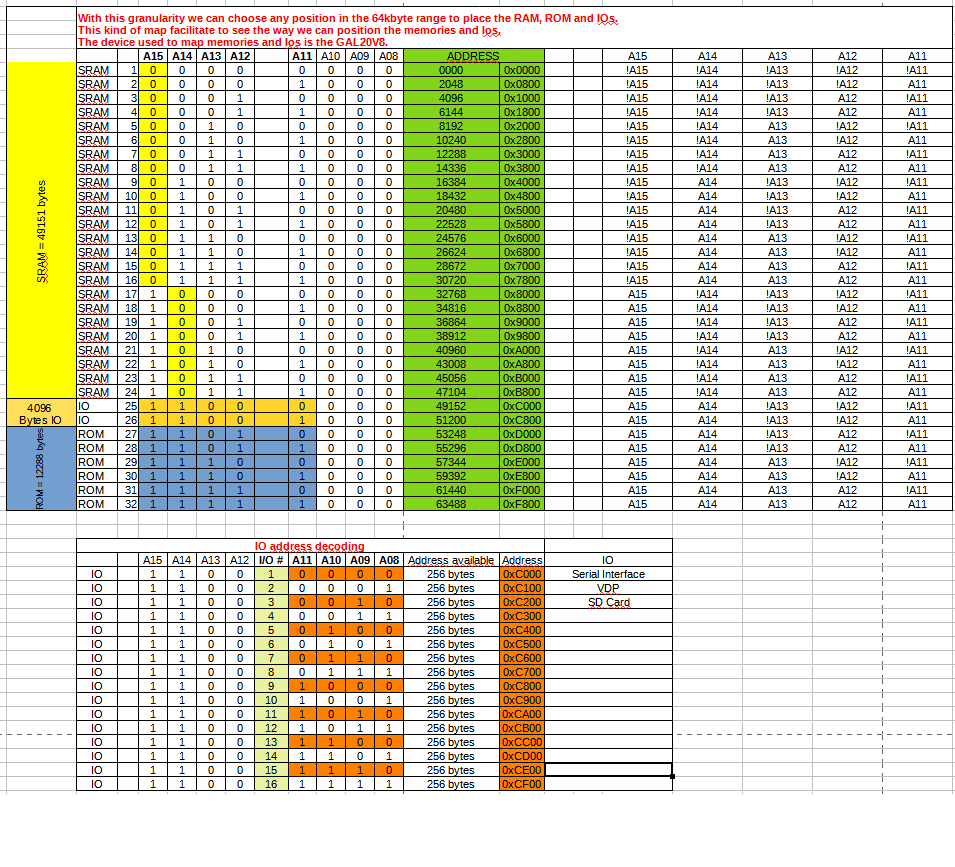 With this granularity we can choose any position in the 64kbyte range to place the RAM, ROM and IOs.
This kind of map facilitate to see the way we can position the memories and Ios.
The device used to map memories and Ios is the GAL20V8.
A15 A14 A13 A12 A11 A10 A09 A08 ADDRESS A15 A14 A13 A12 A11
SRAM = 49151 bytes
SRAM 1 0 0 0 0 0 0 0 0 0000 0x0000 !A15 !A14 !A13 !A12 !A11
SRAM 2 0 0 0 0 1 0 0 0 2048 0x0800 !A15 !A14 !A13 !A12 A11
SRAM 3 0 0 0 1 0 0 0 0 4096 0x1000 !A15 !A14 !A13 A12 !A11
SRAM 4 0 0 0 1 1 0 0 0 6144 0x1800 !A15 !A14 !A13 A12 A11
SRAM 5 0 0 1 0 0 0 0 0 8192 0x2000 !A15 !A14 A13 !A12 !A11
SRAM 6 0 0 1 0 1 0 0 0 10240 0x2800 !A15 !A14 A13 !A12 A11
SRAM 7 0 0 1 1 0 0 0 0 12288 0x3000 !A15 !A14 A13 A12 !A11
SRAM 8 0 0 1 1 1 0 0 0 14336 0x3800 !A15 !A14 A13 A12 A11
SRAM 9 0 1 0 0 0 0 0 0 16384 0x4000 !A15 A14 !A13 !A12 !A11
SRAM 10 0 1 0 0 1 0 0 0 18432 0x4800 !A15 A14 !A13 !A12 A11
SRAM 11 0 1 0 1 0 0 0 0 20480 0x5000 !A15 A14 !A13 A12 !A11
SRAM 12 0 1 0 1 1 0 0 0 22528 0x5800 !A15 A14 !A13 A12 A11
SRAM 13 0 1 1 0 0 0 0 0 24576 0x6000 !A15 A14 A13 !A12 !A11
SRAM 14 0 1 1 0 1 0 0 0 26624 0x6800 !A15 A14 A13 !A12 A11
SRAM 15 0 1 1 1 0 0 0 0 28672 0x7000 !A15 A14 A13 A12 !A11
SRAM 16 0 1 1 1 1 0 0 0 30720 0x7800 !A15 A14 A13 A12 A11
SRAM 17 1 0 0 0 0 0 0 0 32768 0x8000 A15 !A14 !A13 !A12 !A11
SRAM 18 1 0 0 0 1 0 0 0 34816 0x8800 A15 !A14 !A13 !A12 A11
SRAM 19 1 0 0 1 0 0 0 0 36864 0x9000 A15 !A14 !A13 A12 !A11
SRAM 20 1 0 0 1 1 0 0 0 38912 0x9800 A15 !A14 !A13 A12 A11
SRAM 21 1 0 1 0 0 0 0 0 40960 0xA000 A15 !A14 A13 !A12 !A11
SRAM 22 1 0 1 0 1 0 0 0 43008 0xA800 A15 !A14 A13 !A12 A11
SRAM 23 1 0 1 1 0 0 0 0 45056 0xB000 A15 !A14 A13 A12 !A11
SRAM 24 1 0 1 1 1 0 0 0 47104 0xB800 A15 !A14 A13 A12 A11
4096
Bytes IO
IO 25 1 1 0 0 0 0 0 0 49152 0xC000 A15 A14 !A13 !A12 !A11
IO 26 1 1 0 0 1 0 0 0 51200 0xC800 A15 A14 !A13 !A12 A11
ROM = 12288 bytes
ROM 27 1 1 0 1 0 0 0 0 53248 0xD000 A15 A14 !A13 A12 !A11
ROM 28 1 1 0 1 1 0 0 0 55296 0xD800 A15 A14 !A13 A12 A11
ROM 29 1 1 1 0 0 0 0 0 57344 0xE000 A15 A14 A13 !A12 !A11
ROM 30 1 1 1 0 1 0 0 0 59392 0xE800 A15 A14 A13 !A12 A11
ROM 31 1 1 1 1 0 0 0 0 61440 0xF000 A15 A14 A13 A12 !A11
ROM 32 1 1 1 1 1 0 0 0 63488 0xF800 A15 A14 A13 A12 A11
IO address decoding
A15 A14 A13 A12 I/O # A11 A10 A09 A08 Address available Address IO
IO 1 1 0 0 1 0 0 0 0 256 bytes 0xC000 Serial Interface
IO 1 1 0 0 2 0 0 0 1 256 bytes 0xC100 VDP
IO 1 1 0 0 3 0 0 1 0 256 bytes 0xC200 SD Card
IO 1 1 0 0 4 0 0 1 1 256 bytes 0xC300
IO 1 1 0 0 5 0 1 0 0 256 bytes 0xC400
IO 1 1 0 0 6 0 1 0 1 256 bytes 0xC500
IO 1 1 0 0 7 0 1 1 0 256 bytes 0xC600
IO 1 1 0 0 8 0 1 1 1 256 bytes 0xC700
IO 1 1 0 0 9 1 0 0 0 256 bytes 0xC800
IO 1 1 0 0 10 1 0 0 1 256 bytes 0xC900
IO 1 1 0 0 11 1 0 1 0 256 bytes 0xCA00
IO 1 1 0 0 12 1 0 1 1 256 bytes 0xCB00
IO 1 1 0 0 13 1 1 0 0 256 bytes 0xCC00
IO 1 1 0 0 14 1 1 0 1 256 bytes 0xCD00
IO 1 1 0 0 15 1 1 1 0 256 bytes 0xCE00
IO 1 1 0 0 16 1 1 1 1 256 bytes 0xCF00